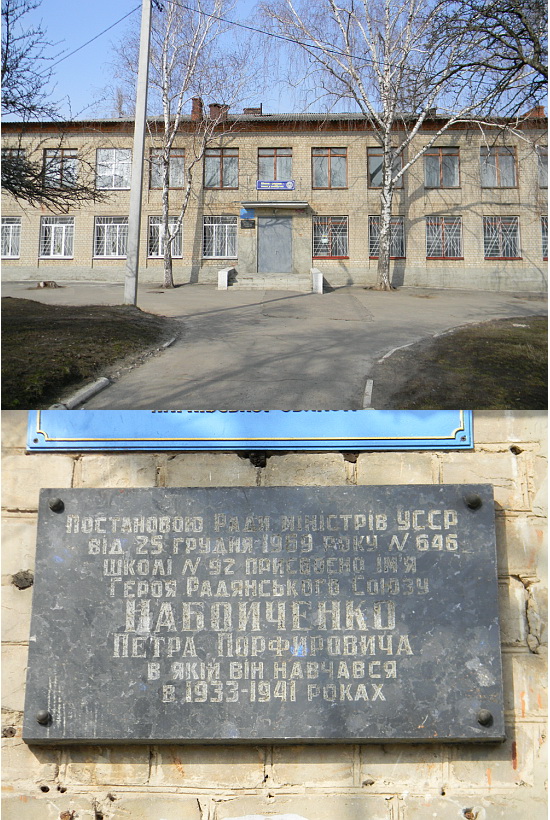 Постановою Ради міністрів УССР
від 25 грудня 1959 року № 646
школі № 92 присвоєно ім'я
Героя Радянського Союзу
Набойченко
Петра Порфировича
в якій він навчався
в 1933-1941 роках